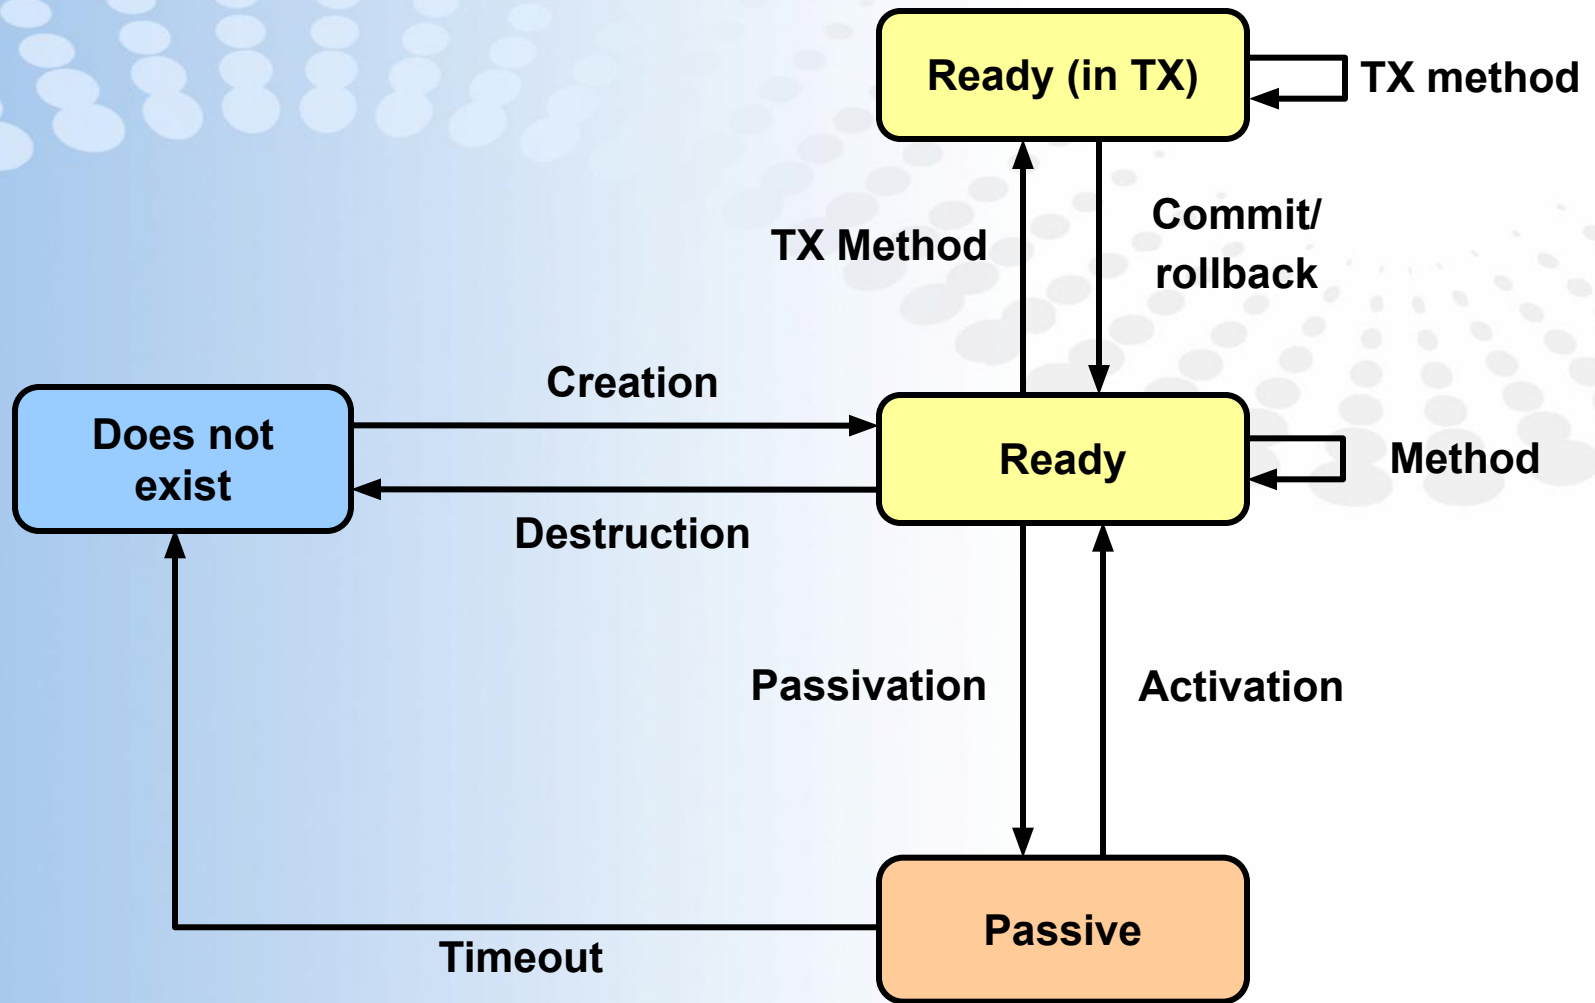 Ready (in TX)
TX method
TX Method
Commit/
rollback
Creation
Does not
exist
Ready
Method
Destruction
Passivation
Activation
Passive
Timeout